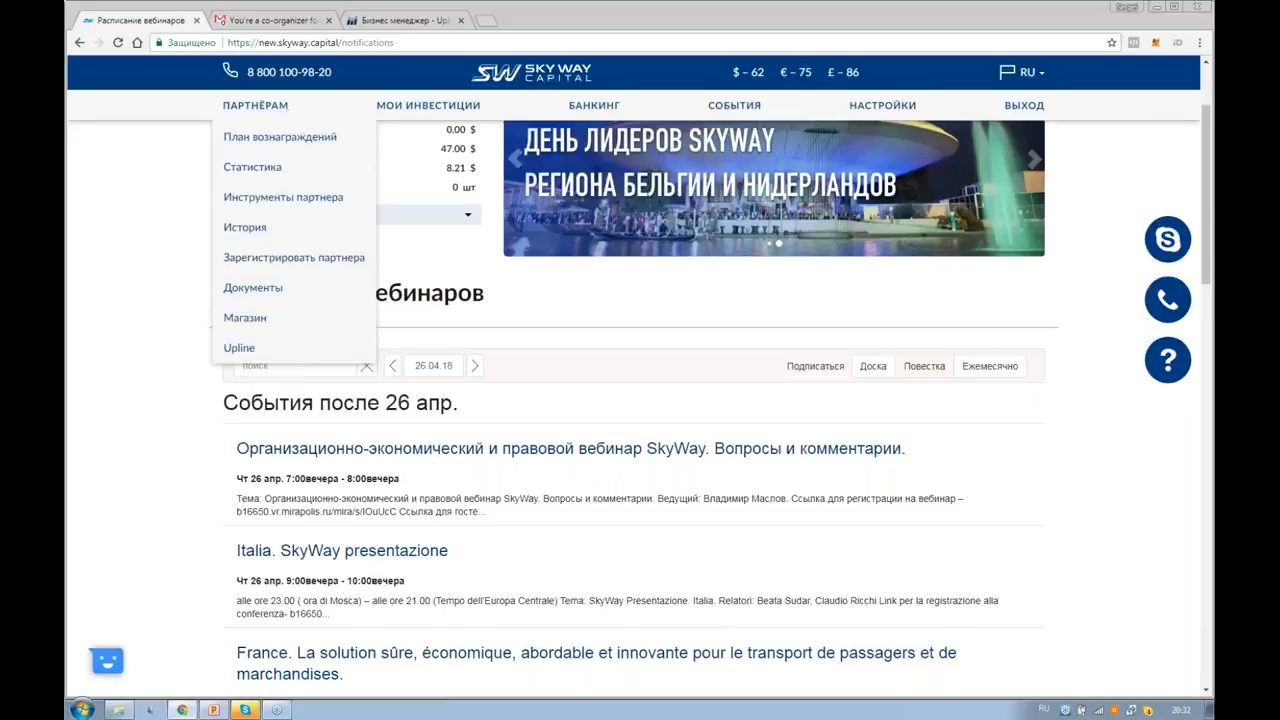 Расписание вебинаров
You're a co-organizer fo
Бизнес менеджер - Upl
Sergei
Защищено
https://new.skyway.capital/notifications
iD
8 800 100-98-20
SW SKY WAY CAPITAL
$ – 62 € – 75 £ – 86
RU
ПАРТНЁРАМ МОИ ИНВЕСТИЦИИ БАНКИНГ СОБЫТИЯ НАСТРОЙКИ ВЫХОД
План вознаграждений
Статистика
Инструменты партнера
История
Зарегистрировать партнера
Документы
Магазин
Upline
0.00 $
47.00 $
8.21 $
0 шт
ДЕНЬ ЛИДЕРОВ SKYWAY
РЕГИОНА БЕЛЬГИИ И НИДЕРЛАНДОВ
ебинаров
поиск
26.04.18
Подписаться Доска Повестка Ежемесячно
События после 26 апр.
Организационно-экономический и правовой вебинар SkyWay. Вопросы и комментарии.
Чт 26 апр. 7:00вечера - 8:00вечера
Тема: Организационно-экономический и правовой вебинар SkyWay. Вопросы и комментарии. Ведущий: Владимир Маслов. Ссылка для регистрации на вебинар –
b16650.vr.mirapolis.ru/mira/s/IOuUcC Ссылка для госте...
Italia. SkyWay presentazione
Чт 26 апр. 9:00вечера - 10:00вечера
alle ore 23.00 ( ora di Mosca) – alle ore 21.00 (Tempo dell'Europa Centrale) Tema: SkyWay Presentazione. Italia. Relatori: Beata Sudar, Claudio Ricchi Link per la registrazione alla
conferenza- b16650...
France. La solution sûre, économique, abordable et innovante pour le transport de passagers et de
marchandises.
RU
20:32